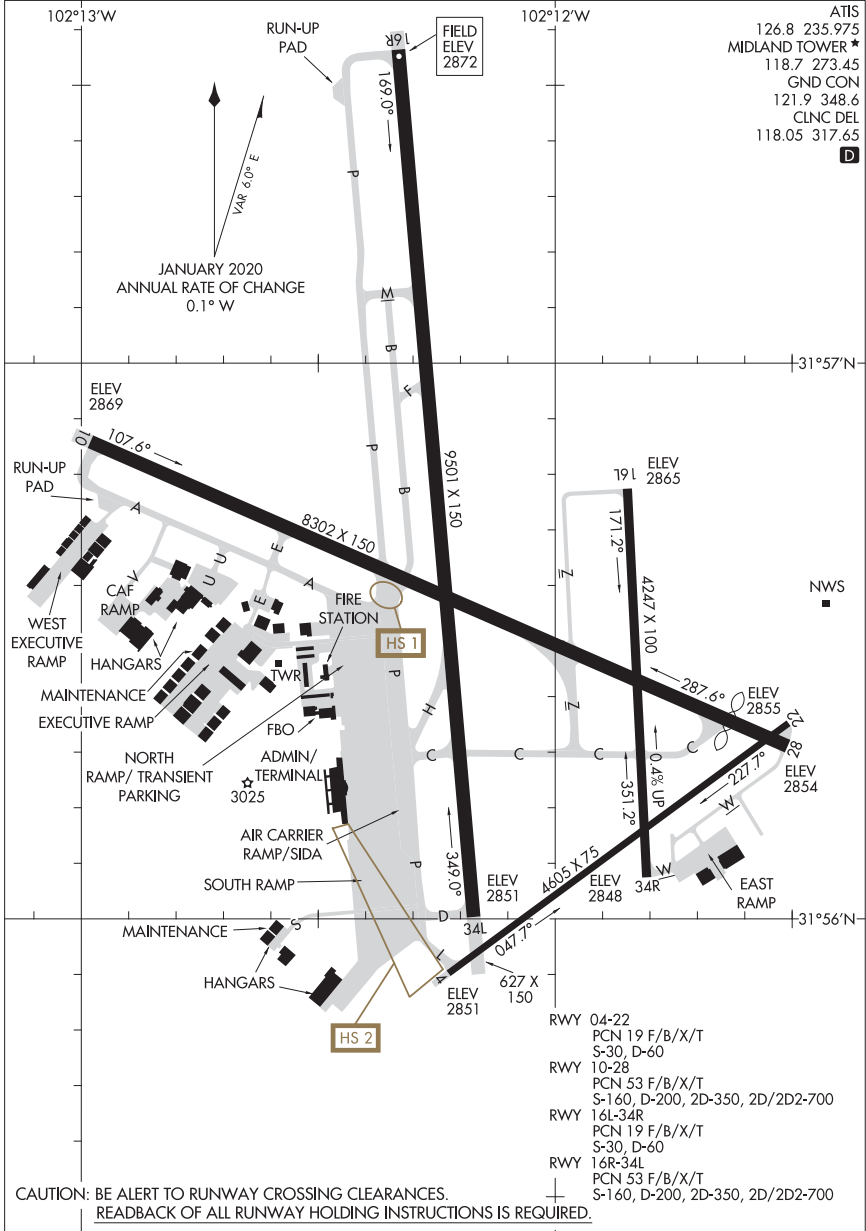 102°13'W
102°12'W
ATIS
126.8 235.975
MIDLAND TOWER ★
118.7 273.45
GND CON
121.9 348.6
CLNC DEL
118.05 317.65
D
RUN-UP
PAD
16R
FIELD
ELEV
2872
169.0°
P
VAR 6.0° E
JANUARY 2020
ANNUAL RATE OF CHANGE
0.1° W
M
B
F
31°57'N
ELEV
2869
10
107.6°
RUN-UP
PAD
A
P
B
9501 X 150
16L
ELEV
2865
171.2°
8302 X 150
4247 X 100
Z
NWS
U
U
E
A
V
E
CAF
RAMP
WEST
EXECUTIVE
RAMP
HANGARS
FIRE
STATION
HS 1
MAINTENANCE
EXECUTIVE RAMP
TWR
P
H
Z
287.6°
ELEV
2855
22
FBO
NORTH
RAMP/ TRANSIENT
PARKING
ADMIN/
TERMINAL
3025
C
C
C
C
28
ELEV
2854
227.7°
0.4% UP
351.2°
W
AIR CARRIER
RAMP/SIDA
349.0°
4605 X 75
SOUTH RAMP
P
ELEV
2851
ELEV
2848
34R
W
EAST
RAMP
MAINTENANCE
S
D
34L
047.7°
31°56'N
HANGARS
L
4
ELEV
2851
627 X
150
HS 2
RWY 04-22
PCN 19 F/B/X/T
S-30, D-60
RWY 10-28
PCN 53 F/B/X/T
S-160, D-200, 2D-350, 2D/2D2-700
RWY 16L-34R
PCN 19 F/B/X/T
S-30, D-60
RWY 16R-34L
PCN 53 F/B/X/T
S-160, D-200, 2D-350, 2D/2D2-700
CAUTION: BE ALERT TO RUNWAY CROSSING CLEARANCES.
READBACK OF ALL RUNWAY HOLDING INSTRUCTIONS IS REQUIRED.